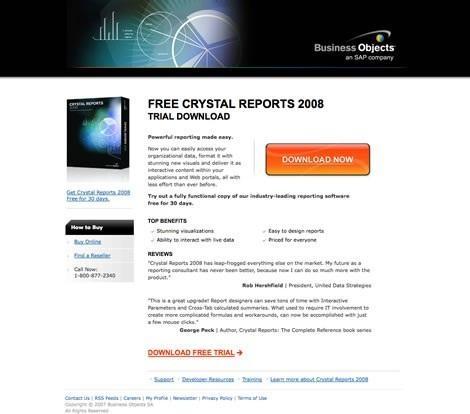 Business Objects
an SAP company
CRYSTAL REPORTS
FREE CRYSTAL REPORTS 2008
TRIAL DOWNLOAD
Powerful reporting made easy.
Now you can easily access your
organizational data, format it with
stunning new visuals and deliver it as
interactive content within your
applications and Web portals, all with
less effort than ever before.
DOWNLOAD NOW
Get Crystal Reports 2008
Free for 30 days.
Try out a fully functional copy of our industry-leading reporting software
free for 30 days.
How to Buy
Buy Online
Find a Reseller
Call Now:
1-800-877-2340
TOP BENEFITS
Stunning visualizations
Easy to design reports
Ability to interact with live data
Priced for everyone
REVIEWS
"Crystal Reports 2008 has leap-frogged everything else on the market. My future as a
reporting consultant has never been better, because now I can do so much more with the
product."
Rob Hershfield | President, United Data Strategies
"This is a great upgrade! Report designers can save tons of time with Interactive
Parameters and Cross-Tab calculated summaries. What used to require IT involvement to
create more complicated formulas and workarounds, can now be accomplished with just
a few mouse clicks."
George Peck | Author, Crystal Reports: The Complete Reference book series
DOWNLOAD FREE TRIAL
Support
Developer Resources
Training
Learn more about Crystal Reports 2008
Contact Us | RSS Feeds | Careers | My Profile | Newsletter | Privacy Policy | Terms of Use
Copyright © 2007 Business Objects SA
All Rights Reserved